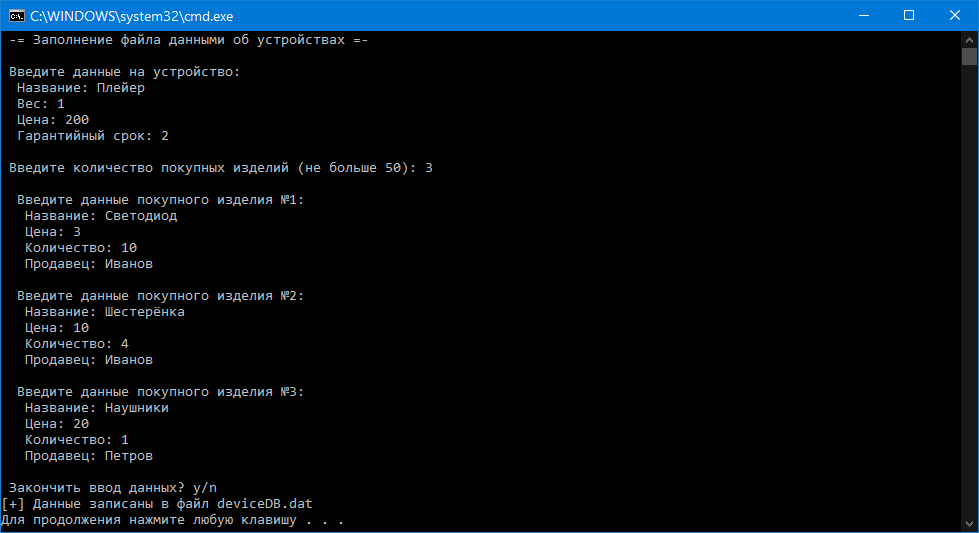 C:\WINDOWS\system32\cmd.exe
-= Заполнение файла данными об устройствах =-
Введите данные на устройство:
Название: Плейер
Вес: 1
Цена: 200
Гарантийный срок: 2
Введите количество покупных изделий (не больше 50): 3
Введите данные покупного изделия №1:
Название: Светодиод
Цена: 3
Количество: 10
Продавец: Иванов
Введите данные покупного изделия №2:
Название: Шестерёнка
Цена: 10
Количество: 4
Продавец: Иванов
Введите данные покупного изделия №3:
Название: Наушники
Цена: 20
Количество: 1
Продавец: Петров
Закончить ввод данных? y/n
[+] Данные записаны в файл deviceDB.dat
Для продолжения нажмите любую клавишу . . .